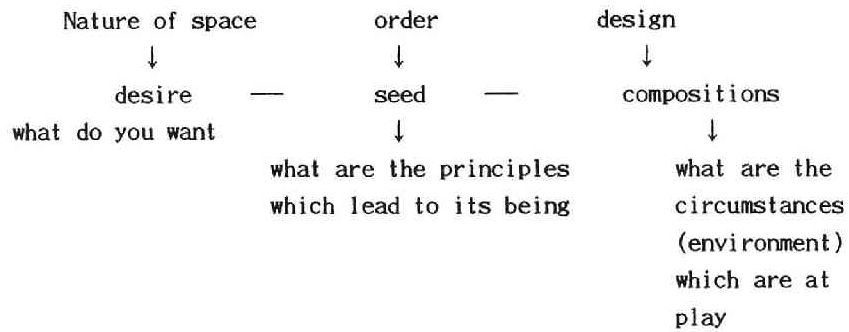 Nature of space order design
↓ ↓ ↓
desire — seed — compositions
what do you want ↓ ↓
what are the principles what are the
which lead to its being circumstances
(environment)
which are at
play